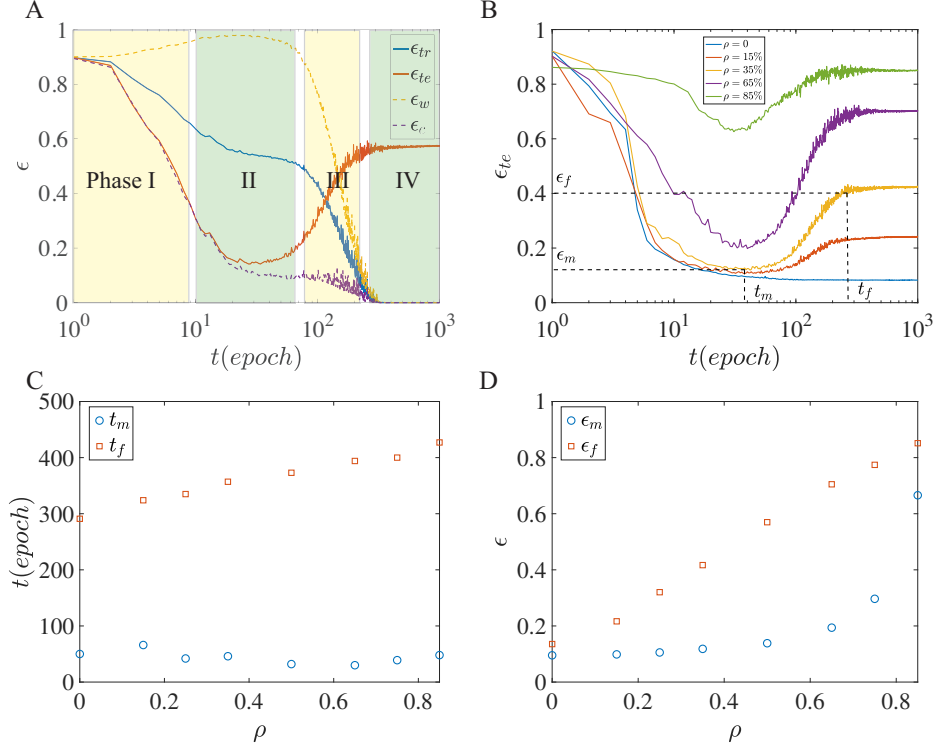 A
1
0.8
0.6
0.4
0.2
0
ϵ
ϵ_tr
ϵ_te
ϵ_w
ϵ_c
Phase I
II
III
IV
10^0
10^1
10^2
10^3
t(epoch)
B
1
0.8
0.6
0.4
0.2
0
ϵ_te
ρ = 0
ρ = 15%
ρ = 35%
ρ = 65%
ρ = 85%
ϵ_f
ϵ_m
t_m
t_f
10^0
10^1
10^2
10^3
t(epoch)
C
500
400
300
200
100
0
t(epoch)
t_m
t_f
0
0.2
0.4
0.6
0.8
ρ
D
1
0.8
0.6
0.4
0.2
0
ϵ
ϵ_m
ϵ_f
0
0.2
0.4
0.6
0.8
ρ